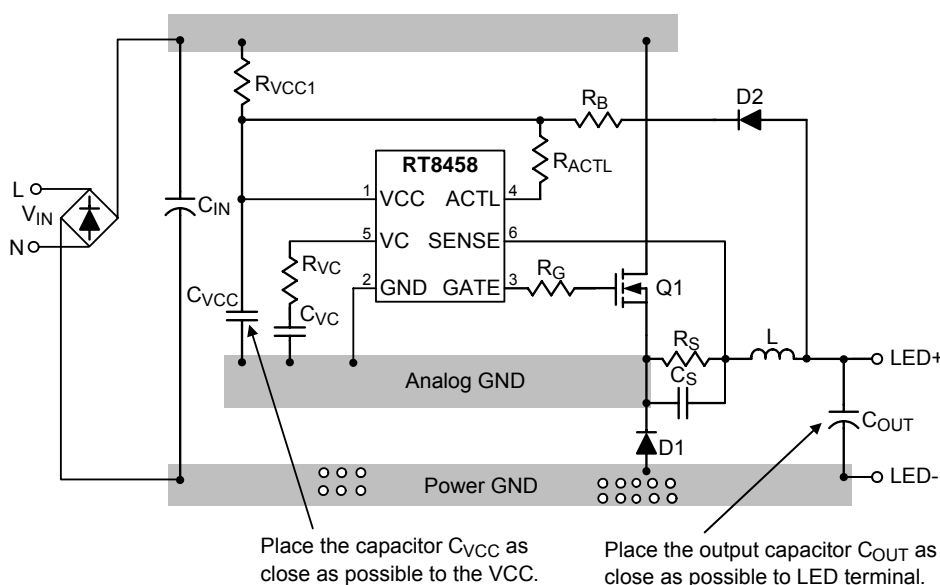 RVCC1
RB
D2
RACTL
RT8458
L
VIN
N
CIN
1
VCC
ACTL
4
5
VC
SENSE
6
2
GND
GATE
3
RVC
CVCC
CVC
RG
Q1
RS
CS
L
LED+
Analog GND
COUT
D1
Power GND
LED-
Place the capacitor CVCC as
close as possible to the VCC.
Place the output capacitor COUT as
close as possible to LED terminal.